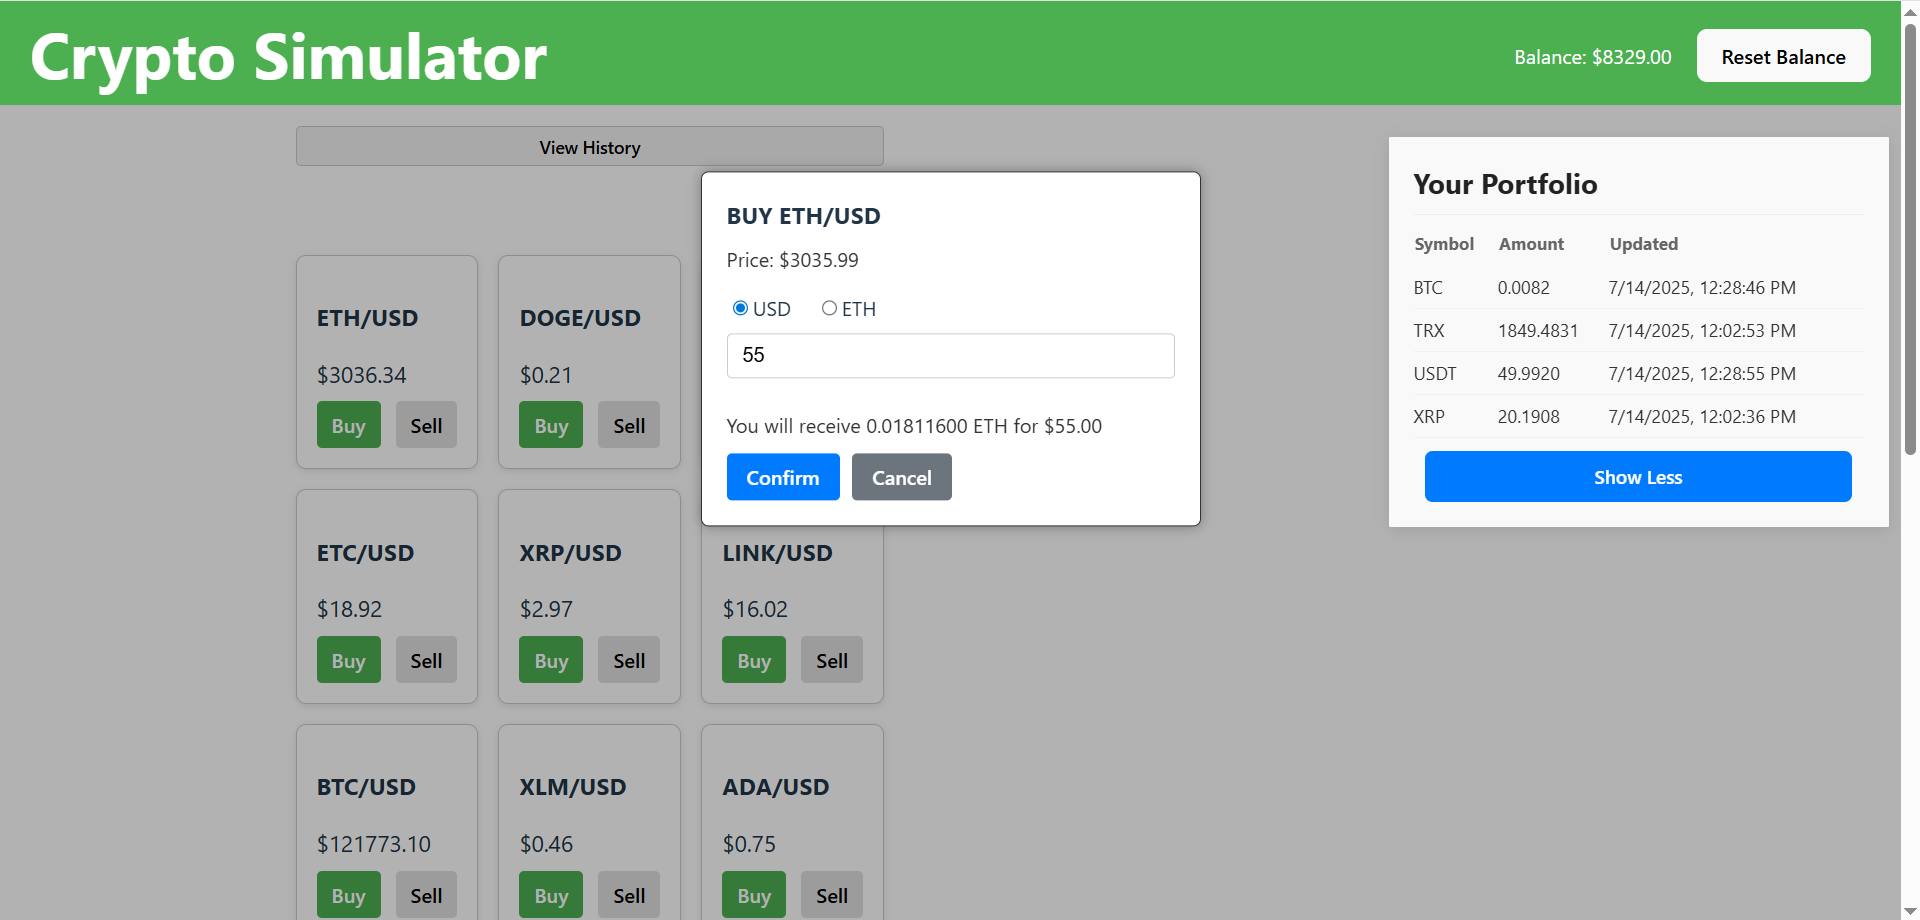 Crypto Simulator
Balance: $8329.00
Reset Balance
View History
BUY ETH/USD
Price: $3035.99
USD ETH
55
You will receive 0.01811600 ETH for $55.00
Confirm Cancel
Your Portfolio
Symbol Amount Updated
BTC 0.0082 7/14/2025, 12:28:46 PM
TRX 1849.4831 7/14/2025, 12:02:53 PM
USDT 49.9920 7/14/2025, 12:28:55 PM
XRP 20.1908 7/14/2025, 12:02:36 PM
Show Less
ETH/USD
$3036.34
Buy Sell
DOGE/USD
$0.21
Buy Sell
ETC/USD
$18.92
Buy Sell
XRP/USD
$2.97
Buy Sell
LINK/USD
$16.02
Buy Sell
BTC/USD
$121773.10
Buy Sell
XLM/USD
$0.46
Buy Sell
ADA/USD
$0.75
Buy Sell